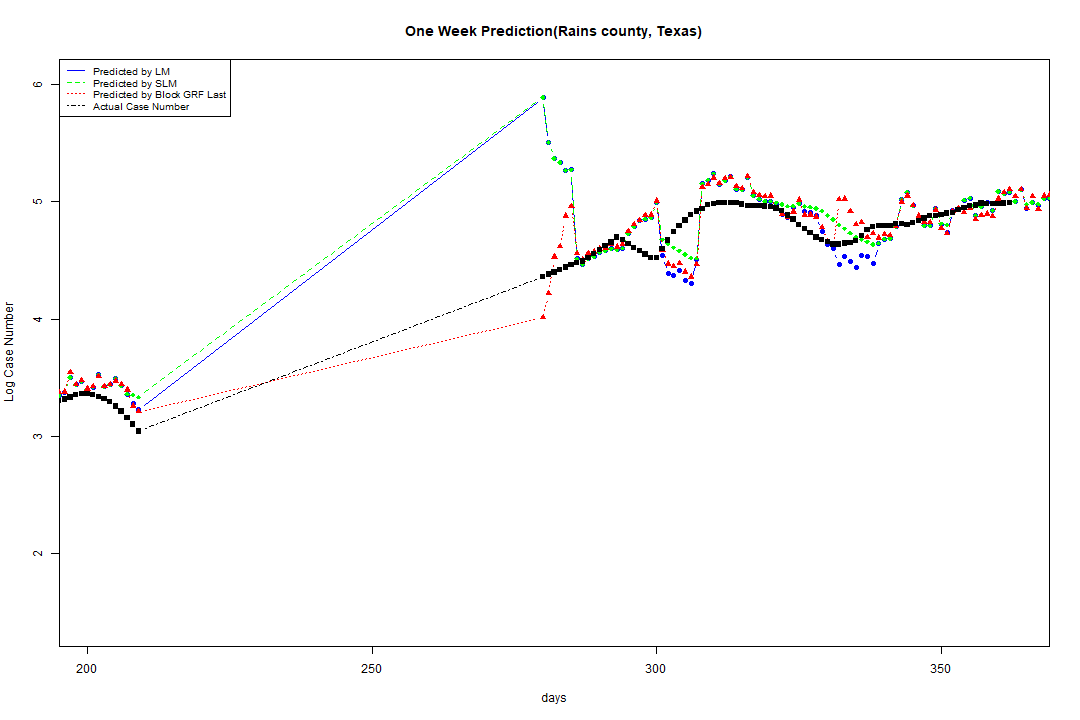 One Week Prediction(Rains county, Texas)
Predicted by LM
Predicted by SLM
Predicted by Block GRF Last
Actual Case Number
Log Case Number
6
5
4
3
2
200 250 300 350
days